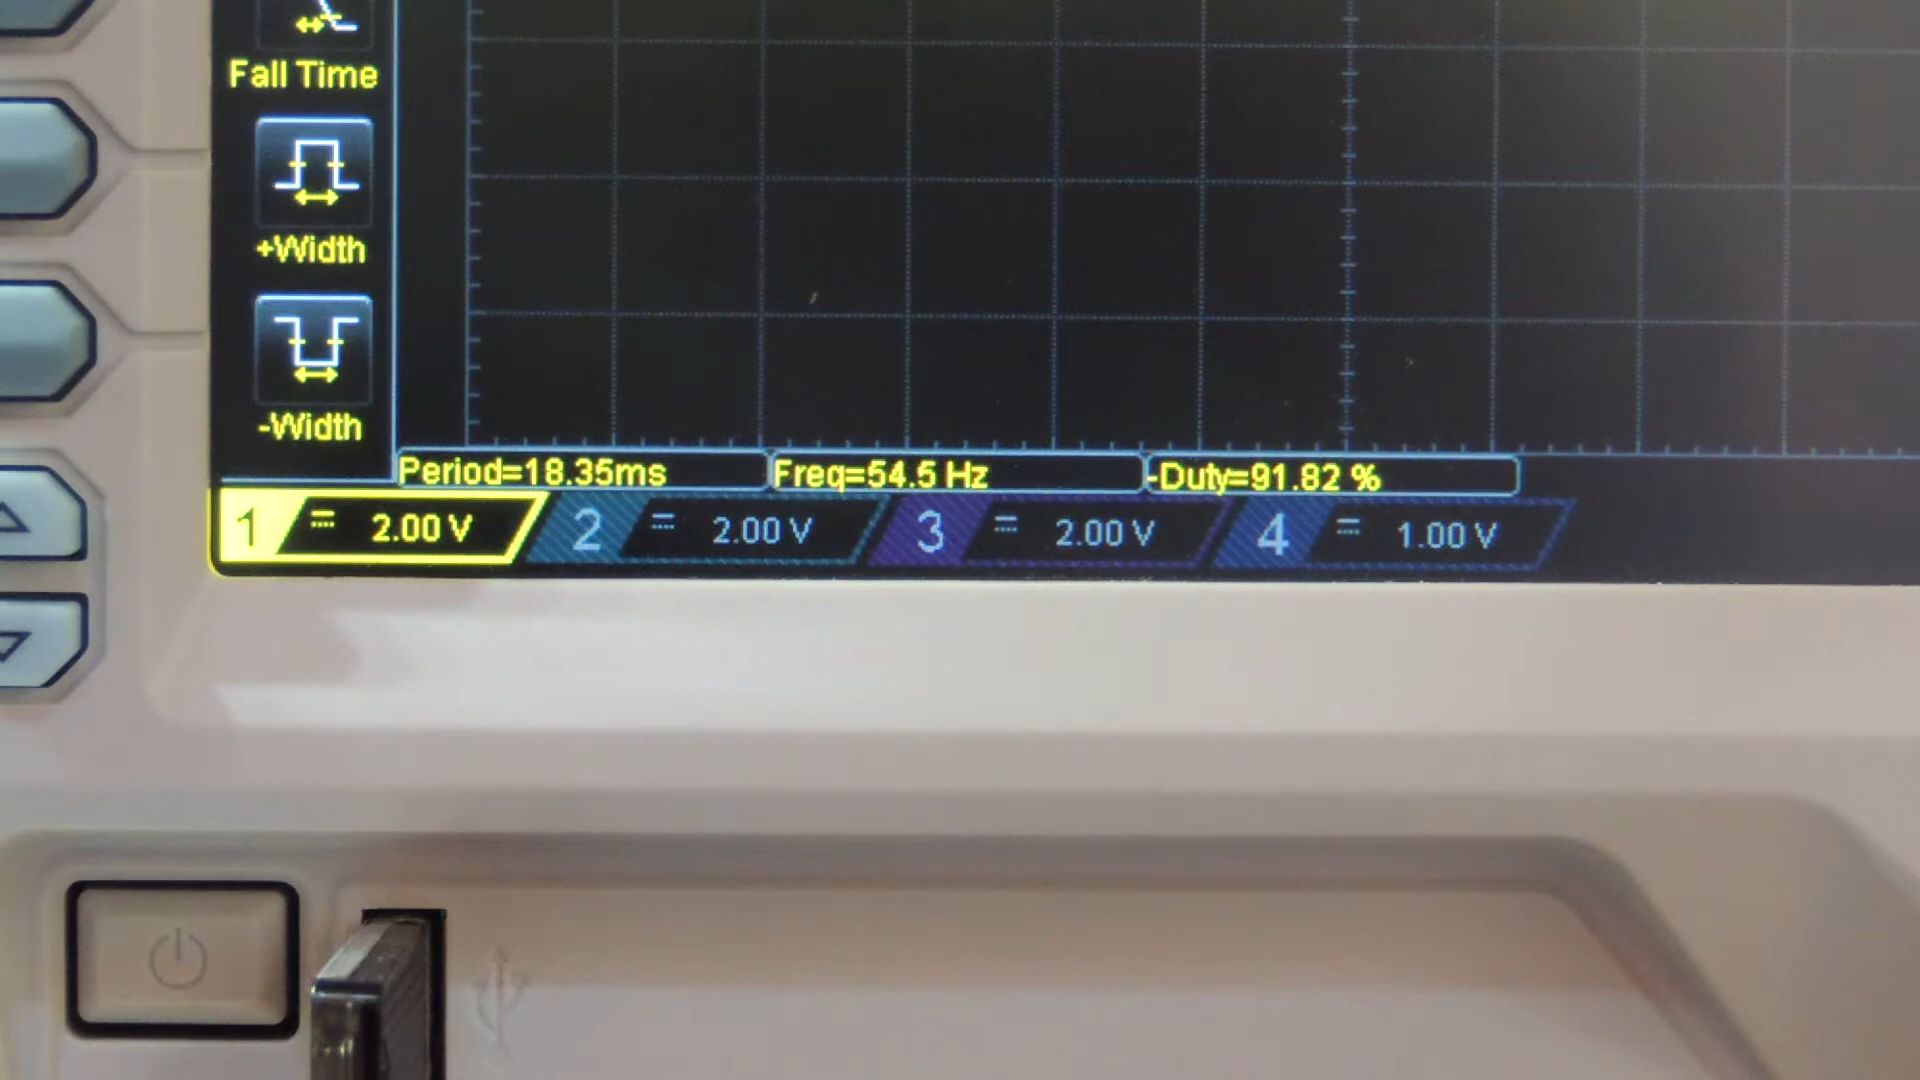 Fall Time
+Width
-Width
Period=18.35ms Freq=54.5 Hz -Duty=91.82 %
1 2.00 V 2 2.00 V 3 2.00 V 4 1.00 V